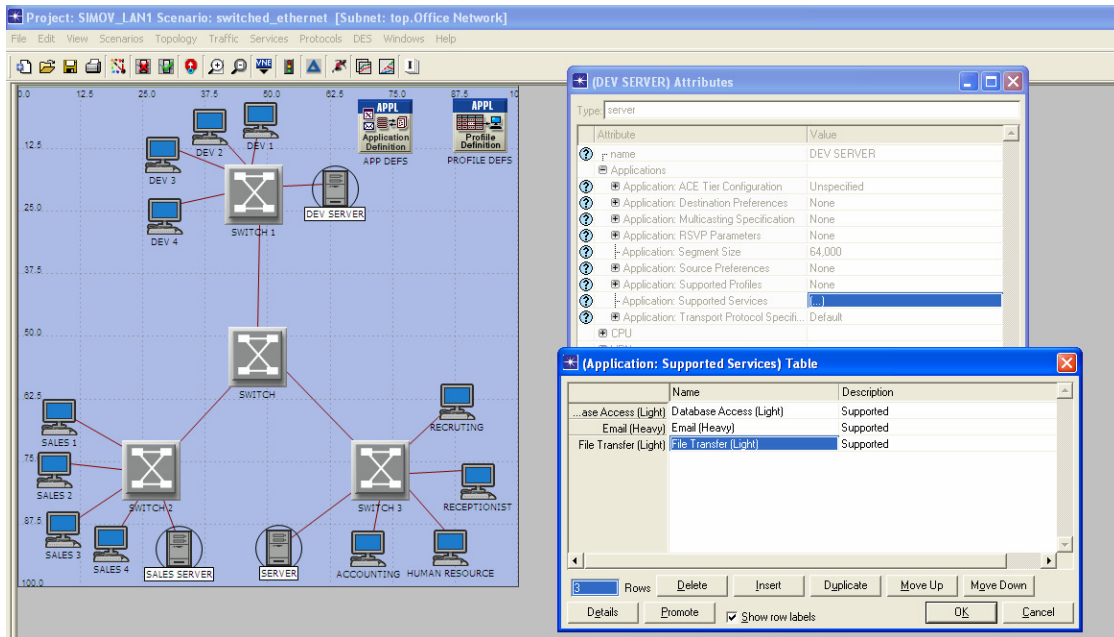 Project: SIMOV_LAN1 Scenario: switched_ethernet [Subnet: top.Office Network]
File Edit View Scenarios Topology Traffic Services Protocols DES Windows Help
0.0 12.5 25.0 37.5 50.0 62.5 75.0 87.5 10
12.5
25.0
37.5
50.0
62.5
75.
87.5
100.0
DEV 1
DEV 2
DEV 3
DEV 4
SWITCH 1
DEV SERVER
APPL
Application
Definition
APP DEFS
APPL
Profile
Definition
PROFILE DEFS
SWITCH
SALES 1
SALES 2
SALES 3
SALES 4
SWITCH 2
SALES SERVER
SERVER
SWITCH 3
RECRUTING
RECEPTIONIST
ACCOUNTING
HUMAN RESOURCE
(DEV SERVER) Attributes
Type: server
Attribute Value
name DEV SERVER
Applications
Application: ACE Tier Configuration Unspecified
Application: Destination Preferences None
Application: Multicasting Specification None
Application: RSVP Parameters None
Application: Segment Size 64,000
Application: Source Preferences None
Application: Supported Profiles None
Application: Supported Services (...)
Application: Transport Protocol Specifi... Default
CPU
(Application: Supported Services) Table
Name Description
...ase Access (Light) Database Access (Light) Supported
Email (Heavy) Email (Heavy) Supported
File Transfer (Light) File Transfer (Light) Supported
3 Rows Delete Insert Duplicate Move Up Move Down
Details Promote Show row labels OK Cancel